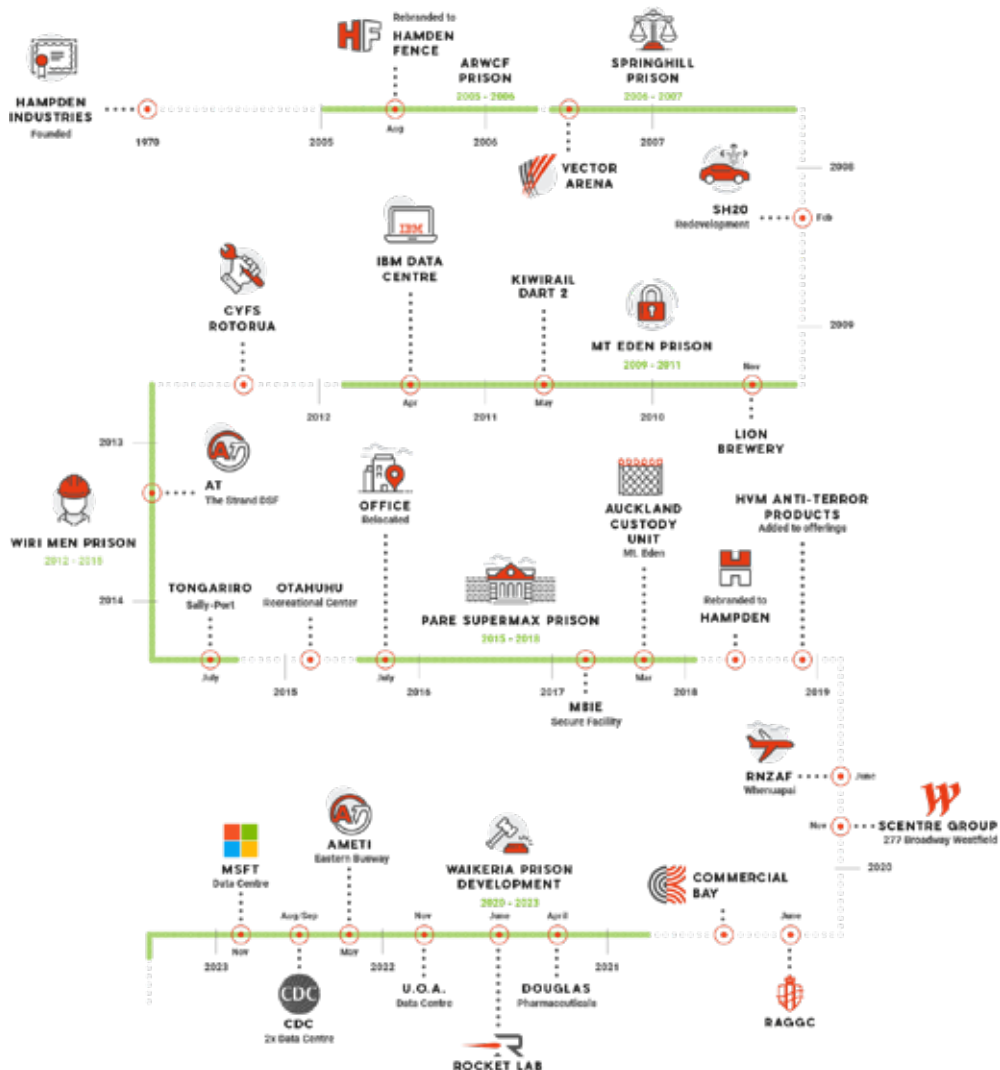 Rebranded to
HF
HAMDEN
FENCE
ARWCF
PRISON
2005 - 2006
SPRINGHILL
PRISON
2006 - 2007
HAMPDEN
INDUSTRIES
Founded
1970
2005
Aug
2006
2007
VECTOR
ARENA
2008
SH20
Redevelopment
Feb
IBM
IBM DATA
CENTRE
KIWIRAIL
DART 2
CYFS
ROTORUA
2009
MT EDEN PRISON
2009 - 2011
Nov
2012
Apr
2011
May
2010
LION
BREWERY
2013
AT
The Strand DSF
OFFICE
Relocated
AUCKLAND
CUSTODY
UNIT
Mt. Eden
HVM ANTI-TERROR
PRODUCTS
Added to offerings
WIRI MEN PRISON
2012 - 2015
2014
TONGARIRO
Sally-Port
OTAHUHU
Recreational Center
PARE SUPERMAX PRISON
2015 - 2018
Rebranded to
HAMPDEN
July
2015
July
2016
2017
Mar
2018
2019
MBIE
Secure Facility
RNZAF
Whenuapai
June
Nov
SCENTRE GROUP
277 Broadway Westfield
2020
MSFT
Data Centre
AMETI
Eastern Busway
WAIKERIA PRISON
DEVELOPMENT
2020 - 2023
COMMERCIAL
BAY
Aug/Sep
Nov
June
April
June
2023
Nov
May
2022
2021
CDC
CDC
2x Data Centre
U.O.A.
Data Centre
DOUGLAS
Pharmaceuticals
RAGGC
ROCKET LAB